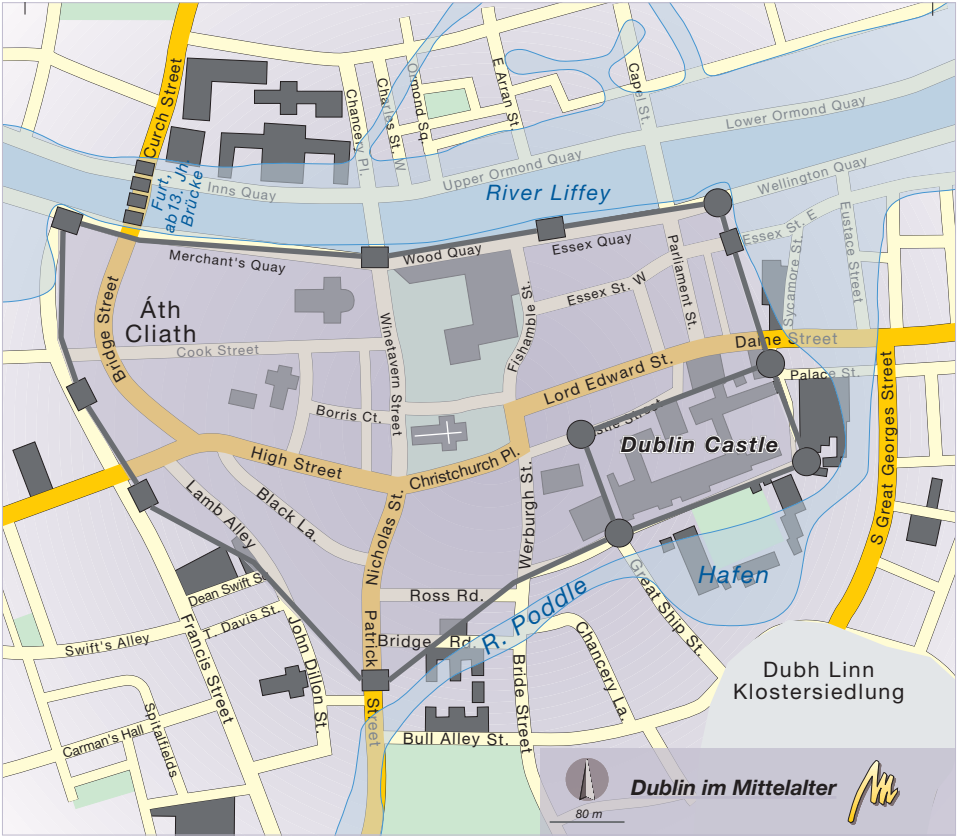 Curch Street
Furt,
ab13. Jh.
Brücke
Inns Quay
Chancery Pl.
Charles St. W
Ormond Sq.
E Arran St.
Capel St.
Upper Ormond Quay
Lower Ormond Quay
River Liffey
Wellington Quay
Merchant's Quay
Wood Quay
Essex Quay
Essex St. E
Sycamore St.
Eustace Street
Áth
Cliath
Bridge Street
Cook Street
Winetavern Street
Fishamble St.
Essex St. W
Parliament St.
Dame Street
Lord Edward St.
Palace St.
Borris Ct.
Castle Street
Dublin Castle
S Great Georges Street
High Street
Christchurch Pl.
Lamb Alley
Black La.
Nicholas St.
Werburgh St.
Dean Swift S
T. Davis St.
Ross Rd.
Hafen
R. Poddle
Great Ship St.
Swift's Alley
Francis Street
John Dillon St.
Patrick Street
Bridge Rd.
Bride Street
Chancery La.
Dubh Linn
Klostersiedlung
Carman's Hall
Spitalfields
Bull Alley St.
Dublin im Mittelalter
80 m